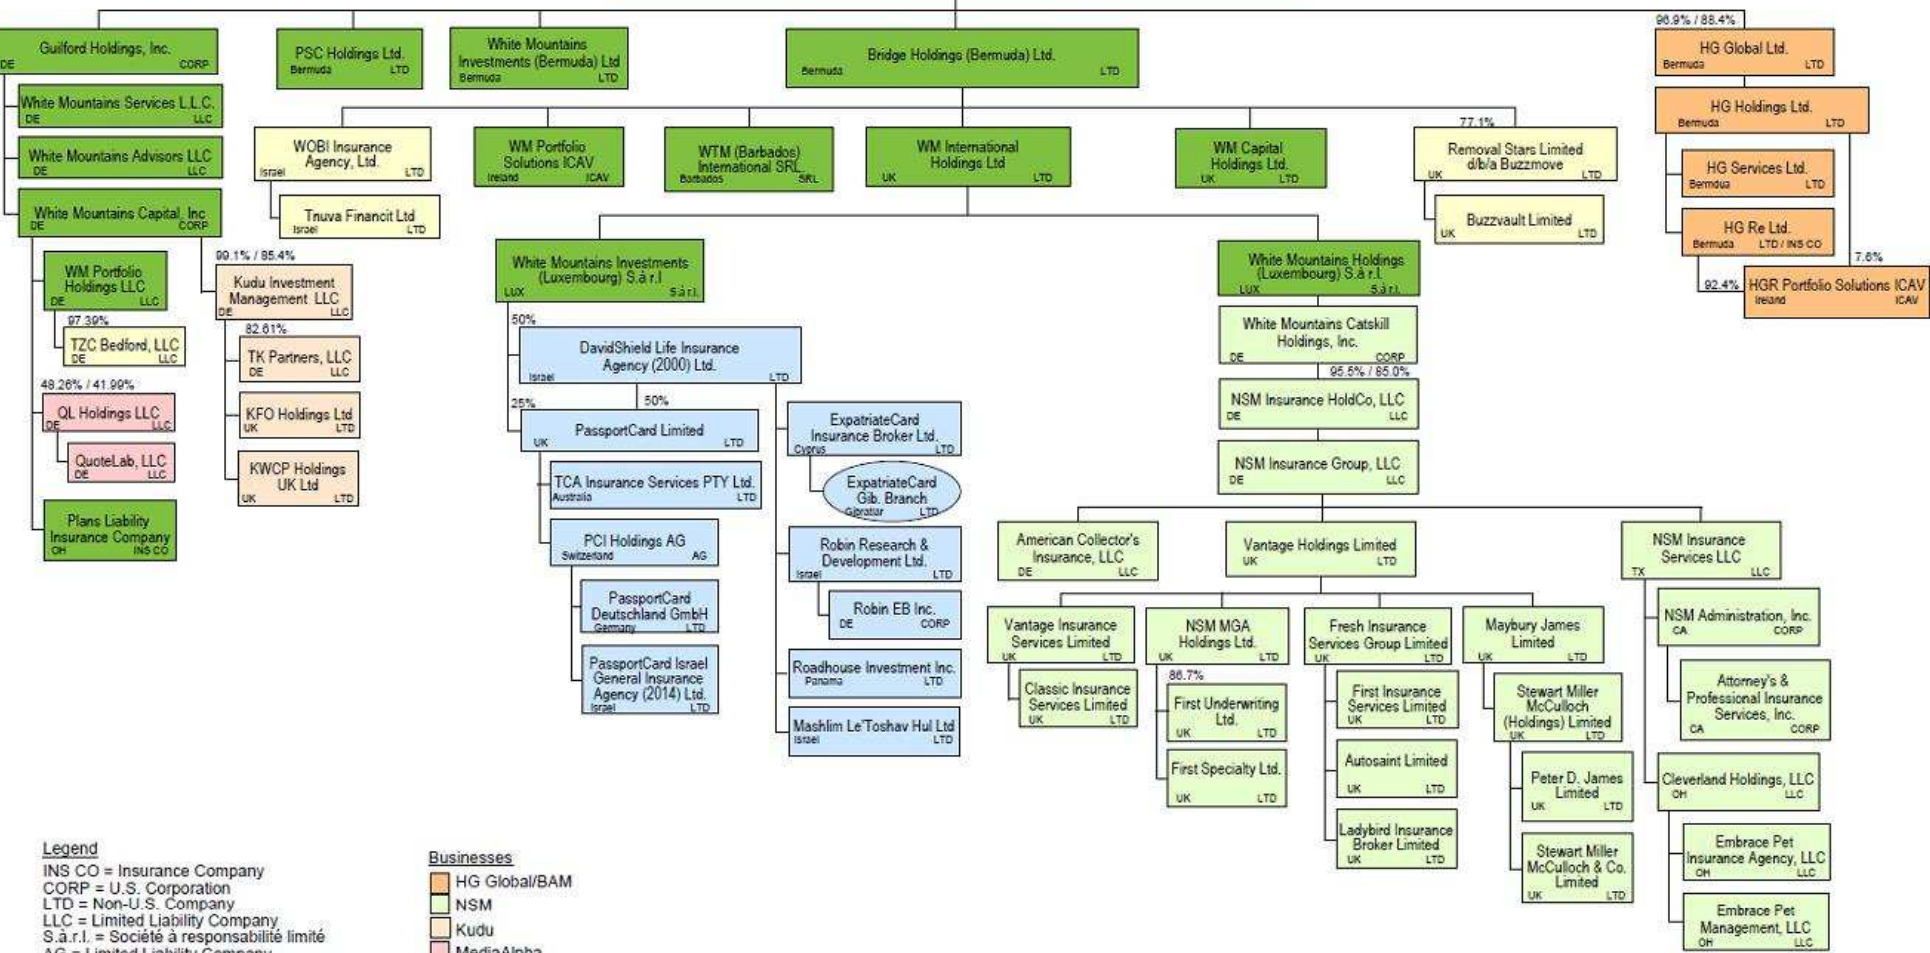 Guilford Holdings, Inc.
DE CORP
White Mountains Services L.L.C.
DE LLC
White Mountains Advisors LLC
DE LLC
White Mountains Capital, Inc
DE CORP
WM Portfolio
Holdings LLC
DE LLC
97.39%
TZC Bedford, LLC
DE LLC
48.26% / 41.99%
QL Holdings LLC
DE LLC
QuoteLab, LLC
DE LLC
Plans Liability
Insurance Company
OH INS CO
99.1% / 85.4%
Kudu Investment
Management LLC
DE LLC
82.61%
TK Partners, LLC
DE LLC
KFO Holdings Ltd
UK LTD
KWCP Holdings
UK Ltd
UK LTD
PSC Holdings Ltd.
Bermuda LTD
White Mountains
Investments (Bermuda) Ltd
Bermuda LTD
Bridge Holdings (Bermuda) Ltd.
Bermuda LTD
WOBI Insurance
Agency, Ltd.
Israel LTD
Tnuva Financit Ltd
Israel LTD
WM Portfolio
Solutions ICAV
Ireland ICAV
WTM (Barbados)
International SRL
Barbados SRL
WM International
Holdings Ltd
UK LTD
WM Capital
Holdings Ltd.
UK LTD
77.1%
Removal Stars Limited
d/b/a Buzzmove
UK LTD
Buzzvault Limited
UK LTD
White Mountains Investments
(Luxembourg) S.à r.l
LUX S.à r.l.
50%
DavidShield Life Insurance
Agency (2000) Ltd.
Israel LTD
25%
50%
PassportCard Limited
UK LTD
TCA Insurance Services PTY Ltd.
Australia LTD
PCI Holdings AG
Switzerland AG
PassportCard
Deutschland GmbH
Germany LTD
PassportCard Israel
General Insurance
Agency (2014) Ltd.
Israel LTD
ExpatriateCard
Insurance Broker Ltd.
Cyprus LTD
ExpatriateCard
Gib. Branch
Gibraltar LTD
Robin Research &
Development Ltd.
Israel LTD
Robin EB Inc.
DE CORP
Roadhouse Investment Inc.
Panama LTD
Mashlim Le'Toshav Hul Ltd
Israel LTD
White Mountains Holdings
(Luxembourg) S.à r.l.
LUX S.à r.l.
White Mountains Catskill
Holdings, Inc.
DE CORP
95.5% / 85.0%
NSM Insurance HoldCo, LLC
DE LLC
NSM Insurance Group, LLC
DE LLC
American Collector's
Insurance, LLC
DE LLC
Vantage Holdings Limited
UK LTD
Vantage Insurance
Services Limited
UK LTD
Classic Insurance
Services Limited
UK LTD
NSM MGA
Holdings Ltd.
UK LTD
86.7%
First Underwriting
Ltd.
UK LTD
First Specialty Ltd.
UK LTD
Fresh Insurance
Services Group Limited
UK LTD
First Insurance
Services Limited
UK LTD
Autosaint Limited
UK LTD
Ladybird Insurance
Broker Limited
UK LTD
Maybury James
Limited
UK LTD
Stewart Miller
McCulloch
(Holdings) Limited
UK LTD
Peter D. James
Limited
UK LTD
Stewart Miller
McCulloch & Co.
Limited
UK LTD
NSM Insurance
Services LLC
TX LLC
NSM Administration, Inc.
CA CORP
Attorney's &
Professional Insurance
Services, Inc.
CA CORP
Cleverland Holdings, LLC
OH LLC
Embrace Pet
Insurance Agency, LLC
OH LLC
Embrace Pet
Management, LLC
OH LLC
96.9% / 88.4%
HG Global Ltd.
Bermuda LTD
HG Holdings Ltd.
Bermuda LTD
HG Services Ltd.
Bermdua LTD
HG Re Ltd.
Bermuda LTD / INS CO
7.6%
92.4%
HGR Portfolio Solutions ICAV
Ireland ICAV
Legend
INS CO = Insurance Company
CORP = U.S. Corporation
LTD = Non-U.S. Company
LLC = Limited Liability Company
S.à.r.l. = Société à responsabilité limité
AG = Limited Liability Company
Businesses
HG Global/BAM
NSM
Kudu
MediaAlpha